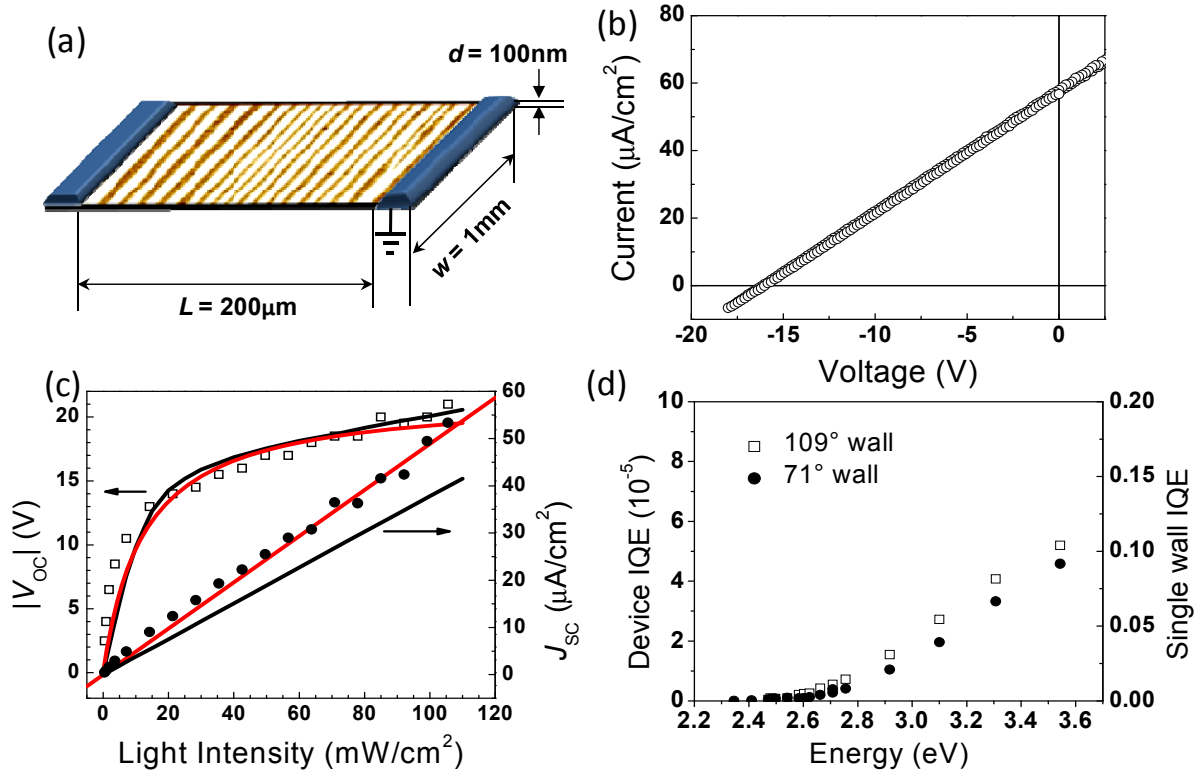 (a)
d = 100nm
w = 1mm
L = 200μm
(b)
Current (μA/cm²)
80
60
40
20
0
-20 -15 -10 -5 0
Voltage (V)
(c)
|V_OC| (V)
20
15
10
5
0
60
50
40
30
20
10
0
J_SC (μA/cm²)
0 20 40 60 80 100 120
Light Intensity (mW/cm²)
(d)
Device IQE (10⁻⁵)
10
8
6
4
2
0
□ 109° wall
● 71° wall
0.20
0.15
0.10
0.05
0.00
Single wall IQE
2.2 2.4 2.6 2.8 3.0 3.2 3.4 3.6
Energy (eV)